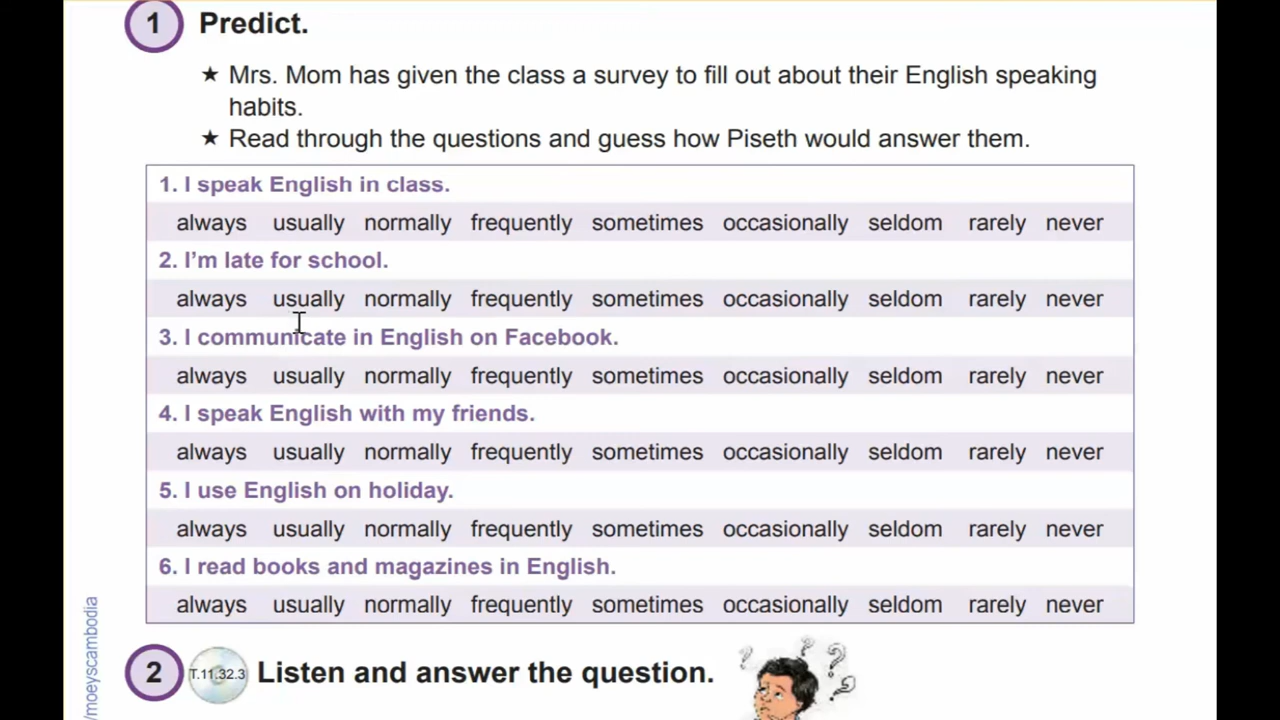 1 Predict.
★ Mrs. Mom has given the class a survey to fill out about their English speaking
habits.
★ Read through the questions and guess how Piseth would answer them.
1. I speak English in class.
always usually normally frequently sometimes occasionally seldom rarely never
2. I'm late for school.
always usually normally frequently sometimes occasionally seldom rarely never
3. I communicate in English on Facebook.
always usually normally frequently sometimes occasionally seldom rarely never
4. I speak English with my friends.
always usually normally frequently sometimes occasionally seldom rarely never
5. I use English on holiday.
always usually normally frequently sometimes occasionally seldom rarely never
6. I read books and magazines in English.
always usually normally frequently sometimes occasionally seldom rarely never
2 T.11.32.3 Listen and answer the question.
? ? ? ?
/moeyscambodia